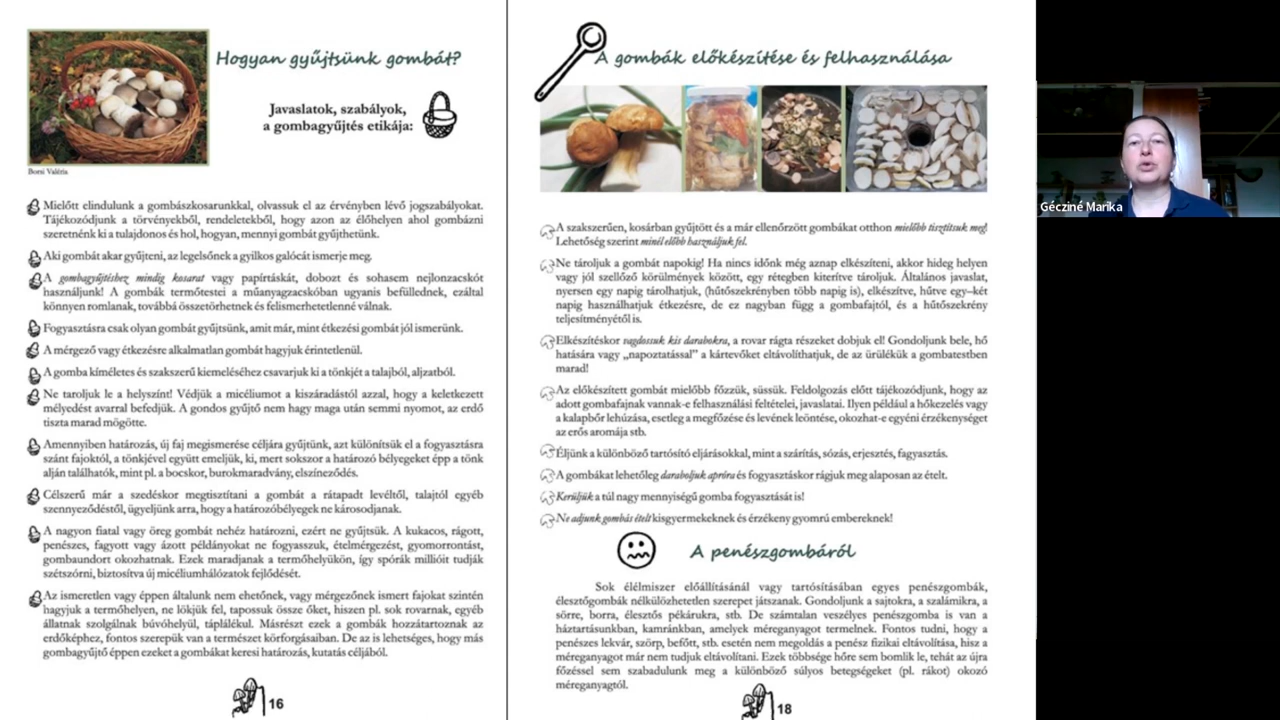 Hogyan gyűjtsünk gombát?
Javaslatok, szabályok,
a gombagyűjtés etikája:
Borsi Valéria
Mielőtt elindulunk a gombászkosarunkkal, olvassuk el az érvényben lévő jogszabályokat.
Tájékozódjunk a törvényekből, rendeletekből, hogy azon az élőhelyen ahol gombázni
szeretnénk ki a tulajdonos és hol, hogyan, mennyi gombát gyűjthetünk.
Aki gombát akar gyűjteni, az legelsőnek a gyilkos galócát ismerje meg.
A gombagyűjtéshez mindig kosarat vagy papírtáskát, dobozt és sohasem nejlonzacskót
használjunk! A gombák termőtestei a műanyagzacskóban ugyanis befüllednek, ezáltal
könnyen romlanak, továbbá összetörhetnek és felismerhetetlenné válnak.
Fogyasztásra csak olyan gombát gyűjtsünk, amit már, mint étkezési gombát jól ismerünk.
A mérgező vagy étkezésre alkalmatlan gombát hagyjuk érintetlenül.
A gomba kíméletes és szakszerű kiemeléséhez csavarjuk ki a tönkjét a talajból, aljzatból.
Ne taroljuk le a helyszínt! Védjük a micéliumot a kiszáradástól azzal, hogy a keletkezett
mélyedést avarral befedjük. A gondos gyűjtő nem hagy maga után semmi nyomot, az erdő
tiszta marad mögötte.
Amennyiben határozás, új faj megismerése céljára gyűjtünk, azt különítsük el a fogyasztásra
szánt fajoktól, a tönkjével együtt emeljük, ki, mert sokszor a határozó bélyegeket épp a tönk
alján találhatók, mint pl. a bocskor, burokmaradvány, elszíneződés.
Célszerű már a szedéskor megtisztítani a gombát a rátapadt levéltől, talajtól egyéb
szennyeződéstől, ügyeljünk arra, hogy a határozóbélyegek ne károsodjanak.
A nagyon fiatal vagy öreg gombát nehéz határozni, ezért ne gyűjtsük. A kukacos, rágott,
penészes, fagyott vagy ázott példányokat ne fogyasszuk, ételmérgezést, gyomorrontást,
gombaundort okozhatnak. Ezek maradjanak a termőhelyükön, így spórák millióit tudják
szétszórni, biztosítva új micéliumhálózatok fejlődését.
Az ismeretlen vagy éppen általunk nem ehetőnek, vagy mérgezőnek ismert fajokat szintén
hagyjuk a termőhelyen, ne lökjük fel, tapossuk össze őket, hiszen pl. sok rovarnak, egyéb
állatnak szolgálnak búvóhelyül, táplálékul. Másrészt ezek a gombák hozzátartoznak az
erdőképhez, fontos szerepük van a természet körforgásaiban. De az is lehetséges, hogy más
gombagyűjtő éppen ezeket a gombákat keresi határozás, kutatás céljából.
16
A gombák előkészítése és felhasználása
A szakszerűen, kosárban gyűjtött és a már ellenőrzött gombákat otthon mielőbb tisztítsuk meg!
Lehetőség szerint minél előbb használjuk fel.
Ne tároljuk a gombát napokig! Ha nincs időnk még aznap elkészíteni, akkor hideg helyen
vagy jól szellőző körülmények között, egy rétegben kiterítve tároljuk. Általános javaslat,
nyersen egy napig tárolhatjuk, (hűtőszekrényben több napig is), elkészítve, hűtve egy–két
napig használhatjuk étkezésre, de ez nagyban függ a gombafajtól, és a hűtőszekrény
teljesítményétől is.
Elkészítéskor vagdossuk kis darabokra, a rovar rágta részeket dobjuk el! Gondoljunk bele, hő
hatására vagy „napoztatással” a kártevőket eltávolíthatjuk, de az ürülékük a gombatestben
marad!
Az előkészített gombát mielőbb főzzük, süssük. Feldolgozás előtt tájékozódjunk, hogy az
adott gombafajnak vannak-e felhasználási feltételei, javaslatai. Ilyen például a hőkezelés vagy
a kalapbőr lehúzása, esetleg a megfőzése és levének leöntése, okozhat-e egyéni érzékenységet
az erős aromája stb.
Éljünk a különböző tartósító eljárásokkal, mint a szárítás, sózás, erjesztés, fagyasztás.
A gombákat lehetőleg daraboljuk apróra és fogyasztáskor rágjuk meg alaposan az ételt.
Kerüljük a túl nagy mennyiségű gomba fogyasztását is!
Ne adjunk gombás ételt kisgyermekeknek és érzékeny gyomrú embereknek!
A penészgombáról
Sok élelmiszer előállításánál vagy tartósításában egyes penészgombák,
élesztőgombák nélkülözhetetlen szerepet játszanak. Gondoljunk a sajtokra, a szalámikra, a
sörre, borra, élesztős pékárukra, stb. De számtalan veszélyes penészgomba is van a
háztartásunkban, kamránkban, amelyek méreganyagot termelnek. Fontos tudni, hogy a
penészes lekvár, szörp, befőtt, stb. esetén nem megoldás a penész fizikai eltávolítása, hisz a
méreganyagot már nem tudjuk eltávolítani. Ezek többsége hőre sem bomlik le, tehát az újra
főzéssel sem szabadulunk meg a különböző súlyos betegségeket (pl. rákot) okozó
méreganyagtól.
18
Gécziné Marika